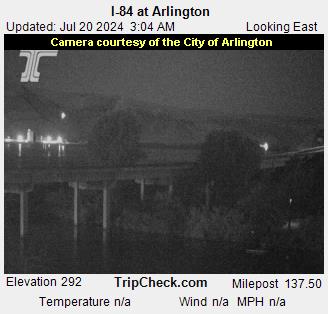 I-84 at Arlington
Updated: Jul 20 2024 3:04 AM Looking East
Camera courtesy of the City of Arlington
Elevation 292 TripCheck.com Milepost 137.50
Temperature n/a Wind n/a MPH n/a